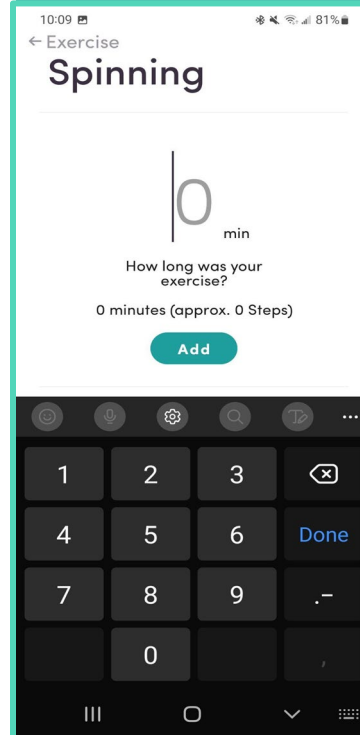 10:09 81%
← Exercise
Spinning
0 min
How long was your
exercise?
0 minutes (approx. 0 Steps)
Add
1 2 3
4 5 6 Done
7 8 9 .-
0 ,